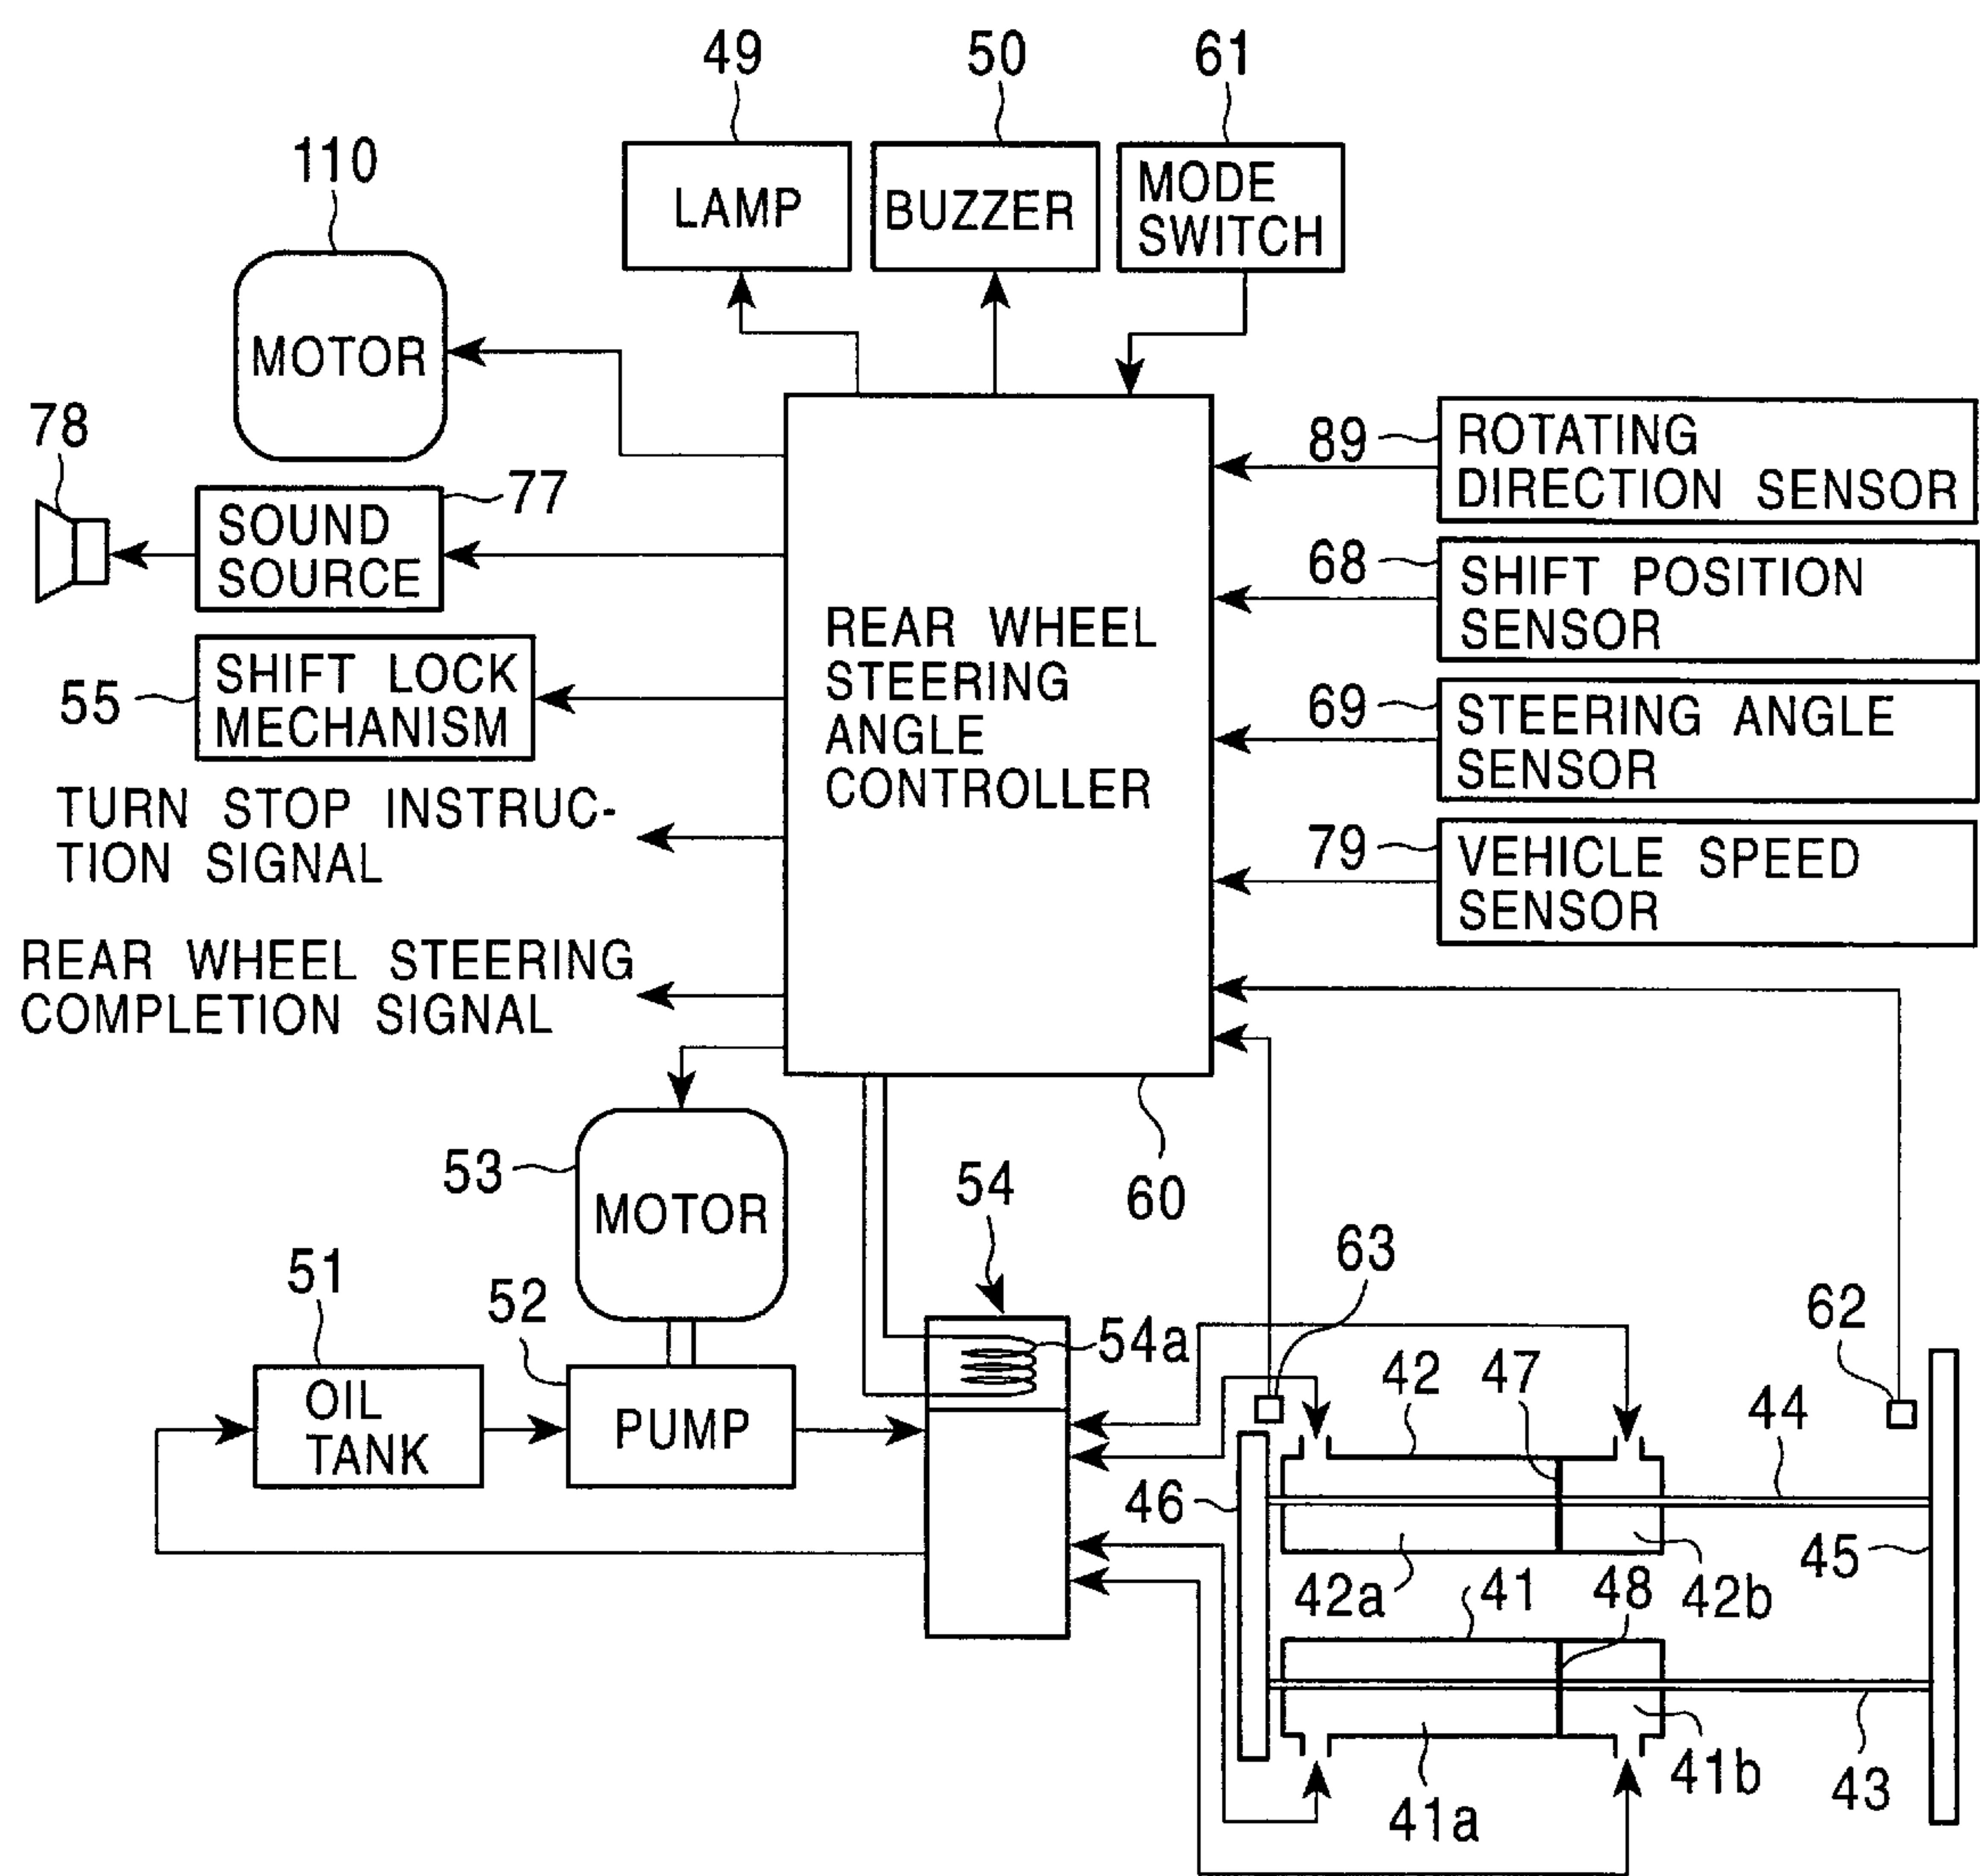 49
50
61
110
LAMP
BUZZER
MODE
SWITCH
MOTOR
78
77
SOUND
SOURCE
55
SHIFT LOCK
MECHANISM
TURN STOP INSTRUC-
TION SIGNAL
REAR WHEEL STEERING
COMPLETION SIGNAL
REAR WHEEL
STEERING
ANGLE
CONTROLLER
89
ROTATING
DIRECTION SENSOR
68
SHIFT POSITION
SENSOR
69
STEERING ANGLE
SENSOR
79
VEHICLE SPEED
SENSOR
60
53
MOTOR
54
54a
63
62
51
52
OIL
TANK
PUMP
42
47
44
46
45
42a
41
48
42b
41a
41b
43